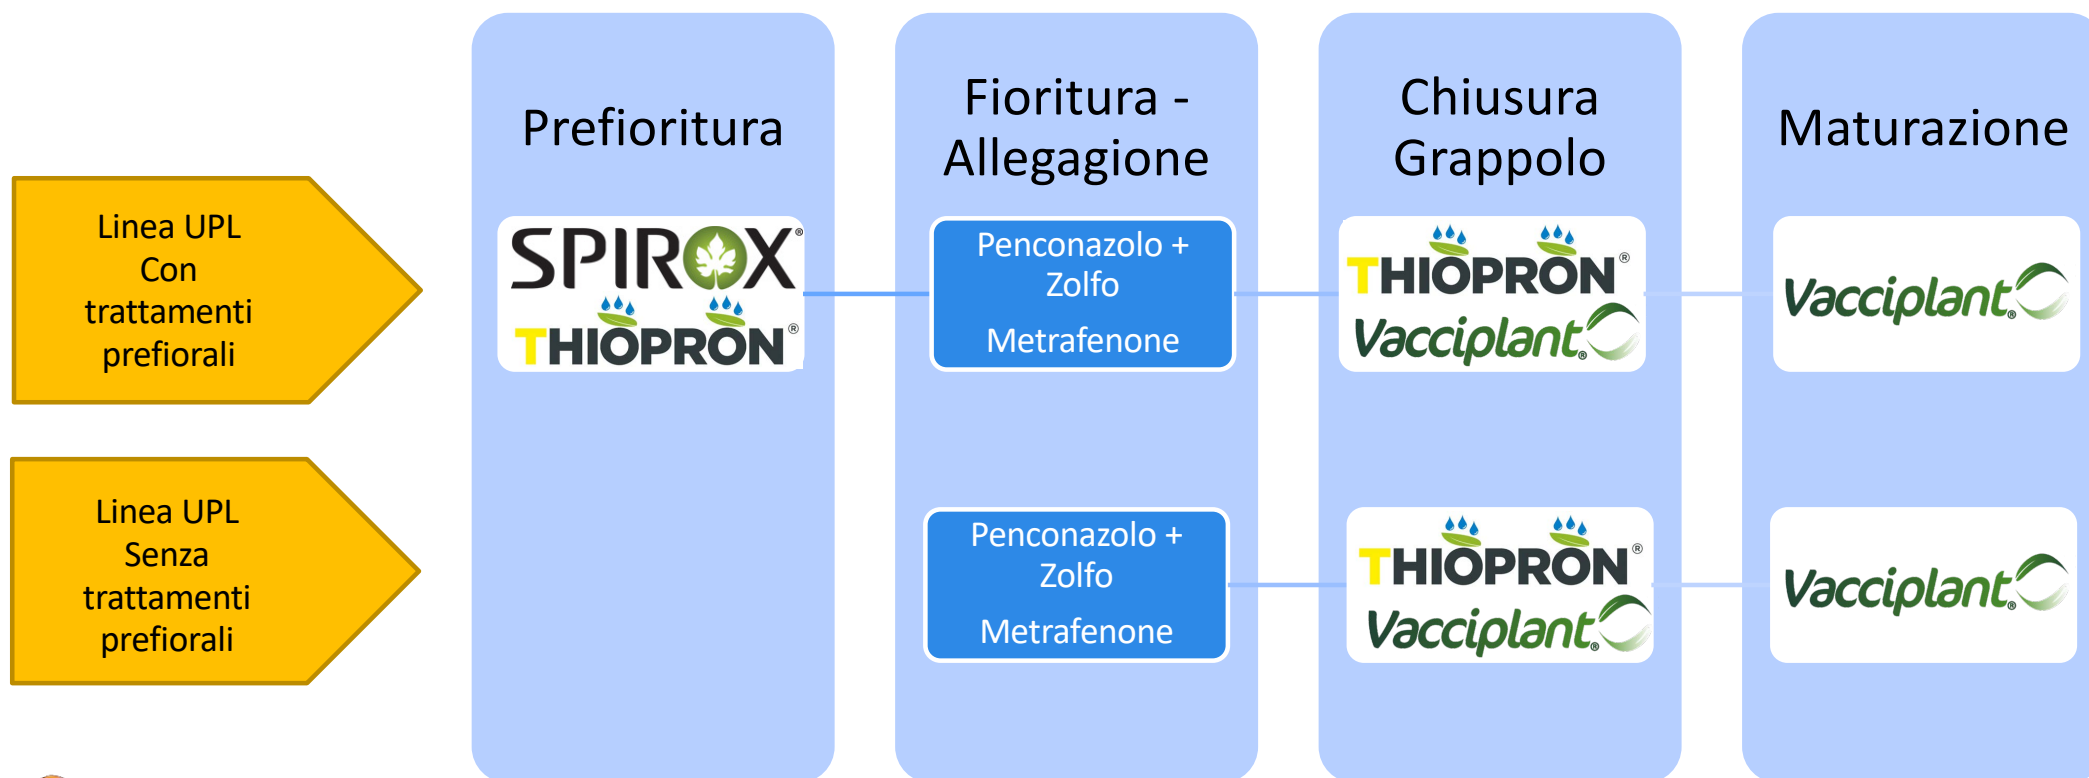 Prefioritura
Fioritura -
Allegagione
Chiusura
Grappolo
Maturazione
Linea UPL
Con
trattamenti
prefiorali
SPIROX®
THIOPRON®
Penconazolo +
Zolfo
Metrafenone
THIOPRON®
Vacciplant®
Vacciplant®
Linea UPL
Senza
trattamenti
prefiorali
Penconazolo +
Zolfo
Metrafenone
THIOPRON®
Vacciplant®
Vacciplant®